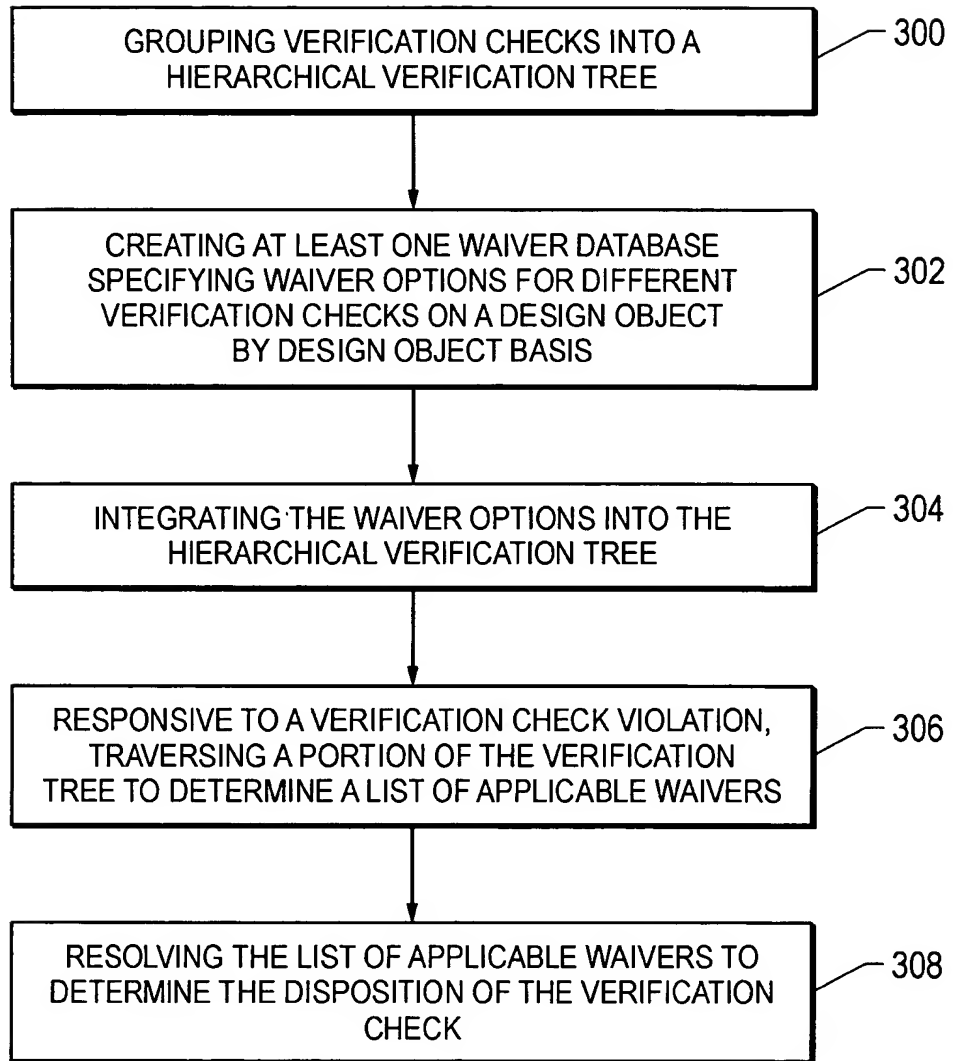 GROUPING VERIFICATION CHECKS INTO A
HIERARCHICAL VERIFICATION TREE
300
CREATING AT LEAST ONE WAIVER DATABASE
SPECIFYING WAIVER OPTIONS FOR DIFFERENT
VERIFICATION CHECKS ON A DESIGN OBJECT
BY DESIGN OBJECT BASIS
302
INTEGRATING THE WAIVER OPTIONS INTO THE
HIERARCHICAL VERIFICATION TREE
304
RESPONSIVE TO A VERIFICATION CHECK VIOLATION,
TRAVERSING A PORTION OF THE VERIFICATION
TREE TO DETERMINE A LIST OF APPLICABLE WAIVERS
306
RESOLVING THE LIST OF APPLICABLE WAIVERS TO
DETERMINE THE DISPOSITION OF THE VERIFICATION
CHECK
308